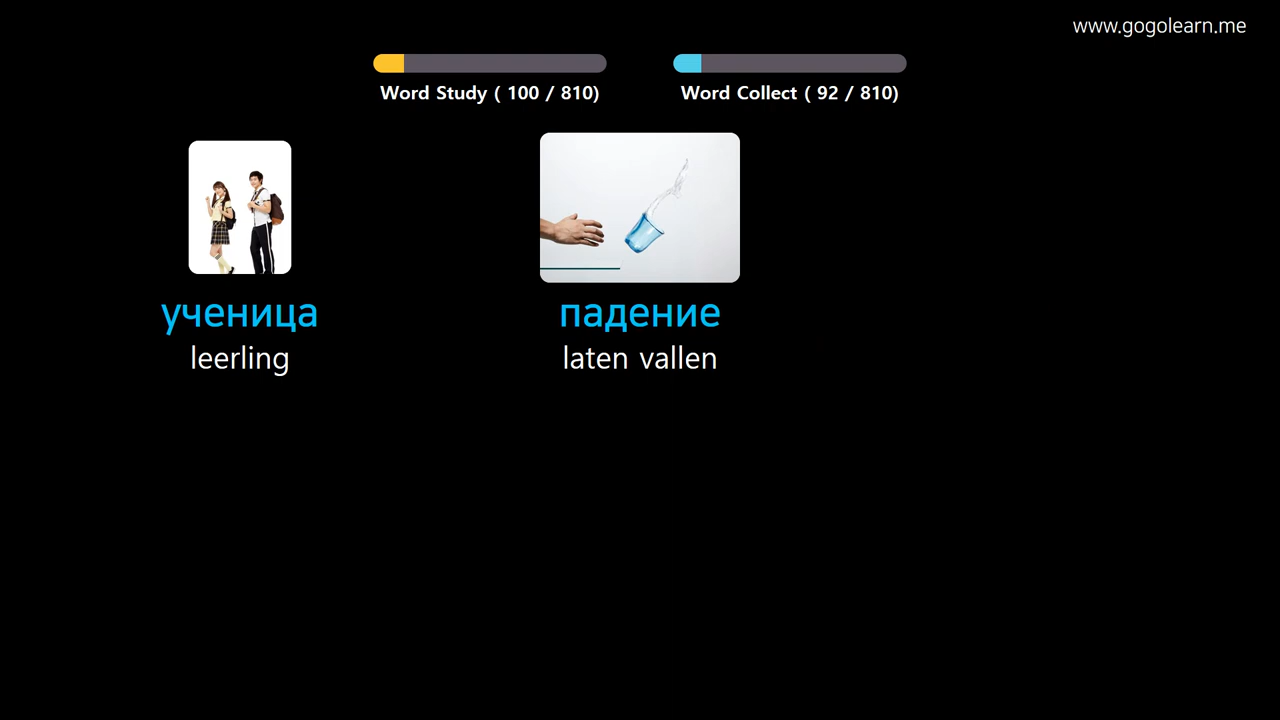 www.gogolearn.me
Word Study ( 100 / 810)
Word Collect ( 92 / 810)
ученица
leerling
падение
laten vallen